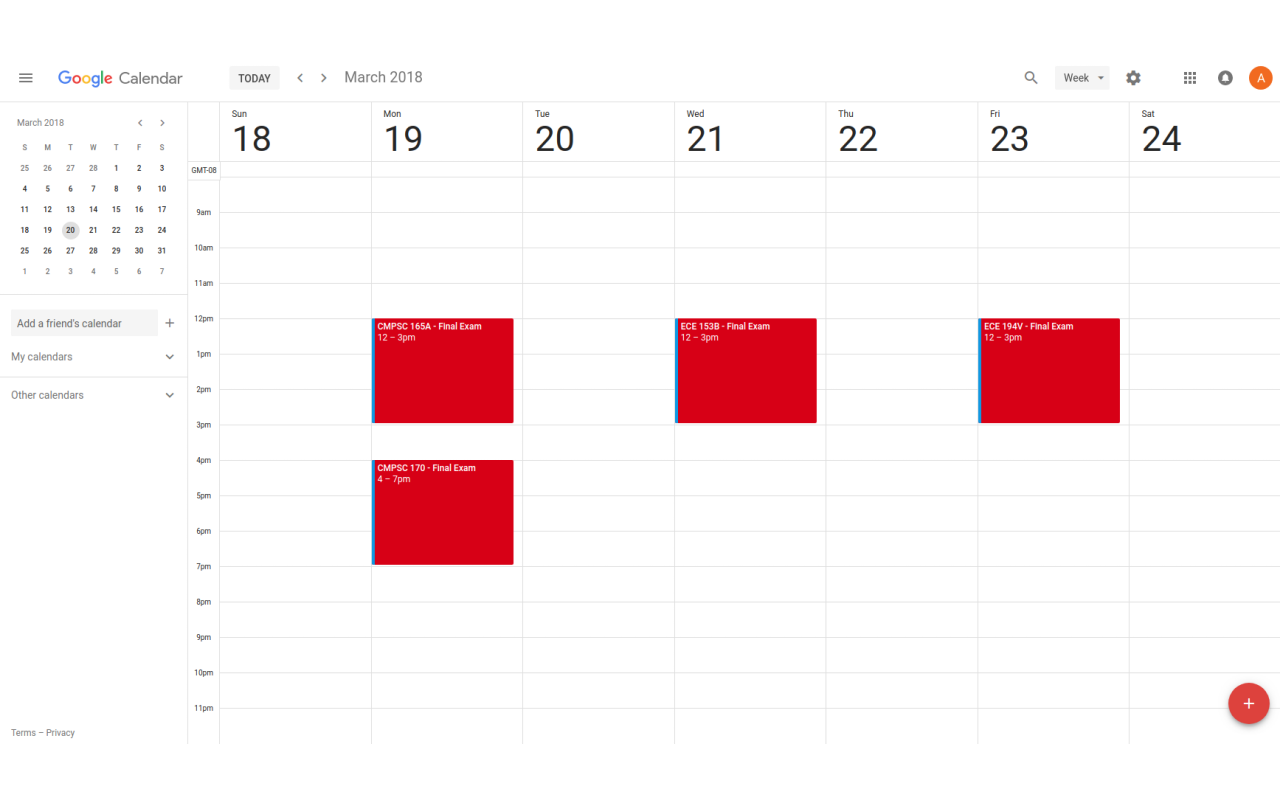 Google Calendar
TODAY
March 2018
Week
A
March 2018
S M T W T F S
25 26 27 28 1 2 3
4 5 6 7 8 9 10
11 12 13 14 15 16 17
18 19 20 21 22 23 24
25 26 27 28 29 30 31
1 2 3 4 5 6 7
Add a friend's calendar
My calendars
Other calendars
Terms – Privacy
Sun Mon Tue Wed Thu Fri Sat
18 19 20 21 22 23 24
GMT-08
9am
10am
11am
12pm
1pm
2pm
3pm
4pm
5pm
6pm
7pm
8pm
9pm
10pm
11pm
CMPSC 165A - Final Exam
12 – 3pm
CMPSC 170 - Final Exam
4 – 7pm
ECE 153B - Final Exam
12 – 3pm
ECE 194V - Final Exam
12 – 3pm